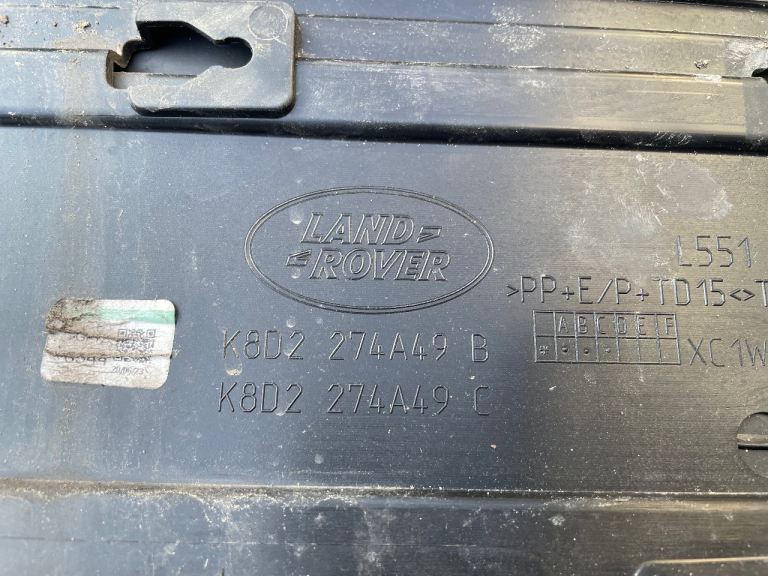 LAND
ROVER
L551
>PP+E/P+TD15<>T
A B C D E F
XC1W
K8D2 274A49 B
K8D2 274A49 C